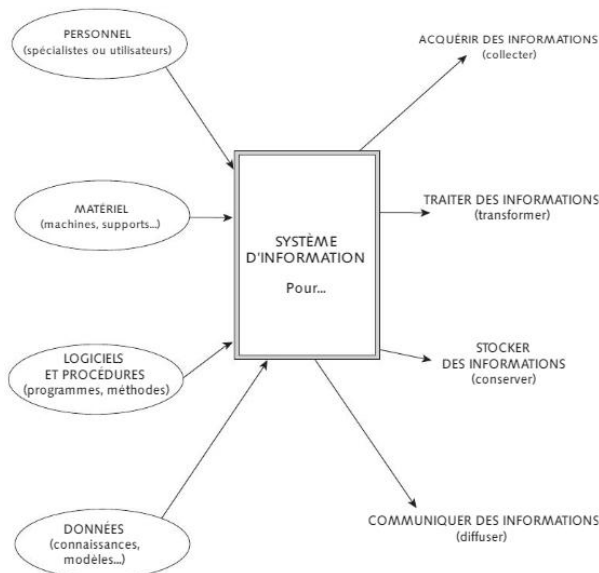 PERSONNEL
(spécialistes ou utilisateurs)
MATÉRIEL
(machines, supports...)
LOGICIELS
ET PROCÉDURES
(programmes, méthodes)
DONNÉES
(connaissances,
modèles...)
SYSTÈME
D'INFORMATION
Pour...
ACQUÉRIR DES INFORMATIONS
(collecter)
TRAITER DES INFORMATIONS
(transformer)
STOCKER
DES INFORMATIONS
(conserver)
COMMUNIQUER DES INFORMATIONS
(diffuser)